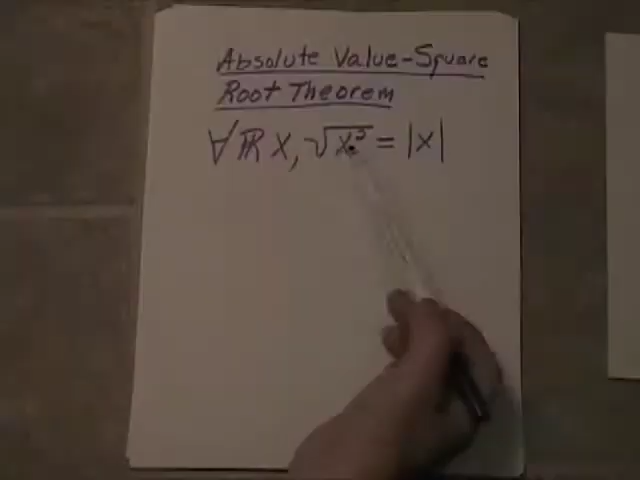 Absolute Value-Square
Root Theorem
∀ ℝ x, √x² = |x|